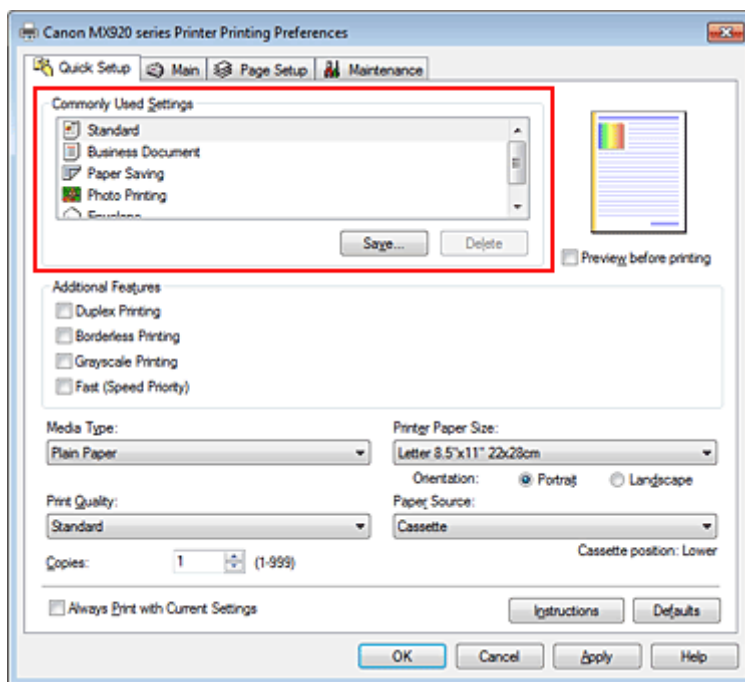 Canon MX920 series Printer Printing Preferences
Quick Setup Main Page Setup Maintenance
Commonly Used Settings
Standard
Business Document
Paper Saving
Photo Printing
Envelope
Save... Delete
Preview before printing
Additional Features
Duplex Printing
Borderless Printing
Grayscale Printing
Fast (Speed Priority)
Media Type: Printer Paper Size:
Plain Paper Letter 8.5"x11" 22x28cm
Orientation: Portrait Landscape
Print Quality: Paper Source:
Standard Cassette
Cassette position: Lower
Copies: 1 (1-999)
Always Print with Current Settings Instructions Defaults
OK Cancel Apply Help